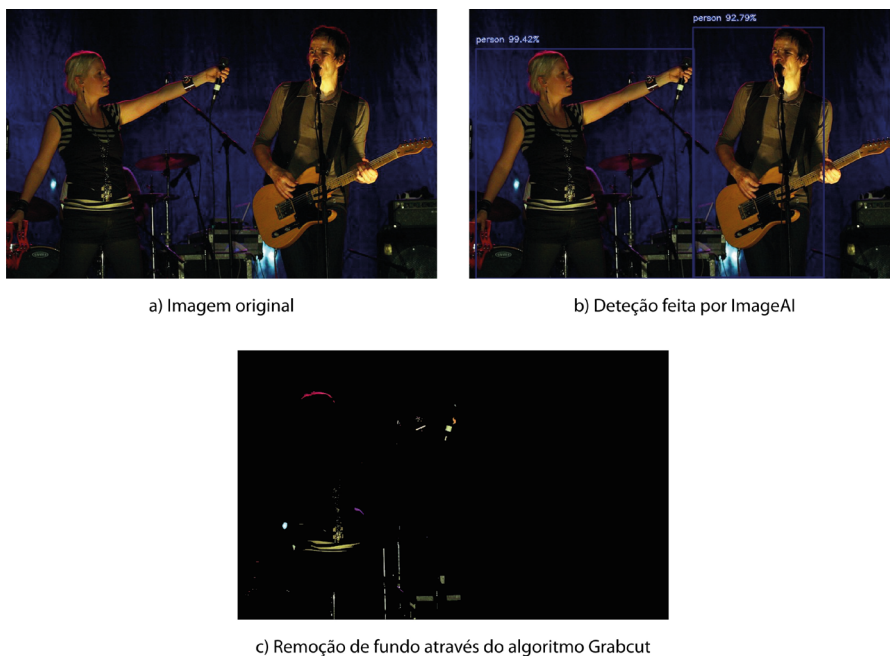 person 99.42%
person 92.79%
a) Imagem original
b) Deteção feita por ImageAI
c) Remoção de fundo através do algoritmo Grabcut